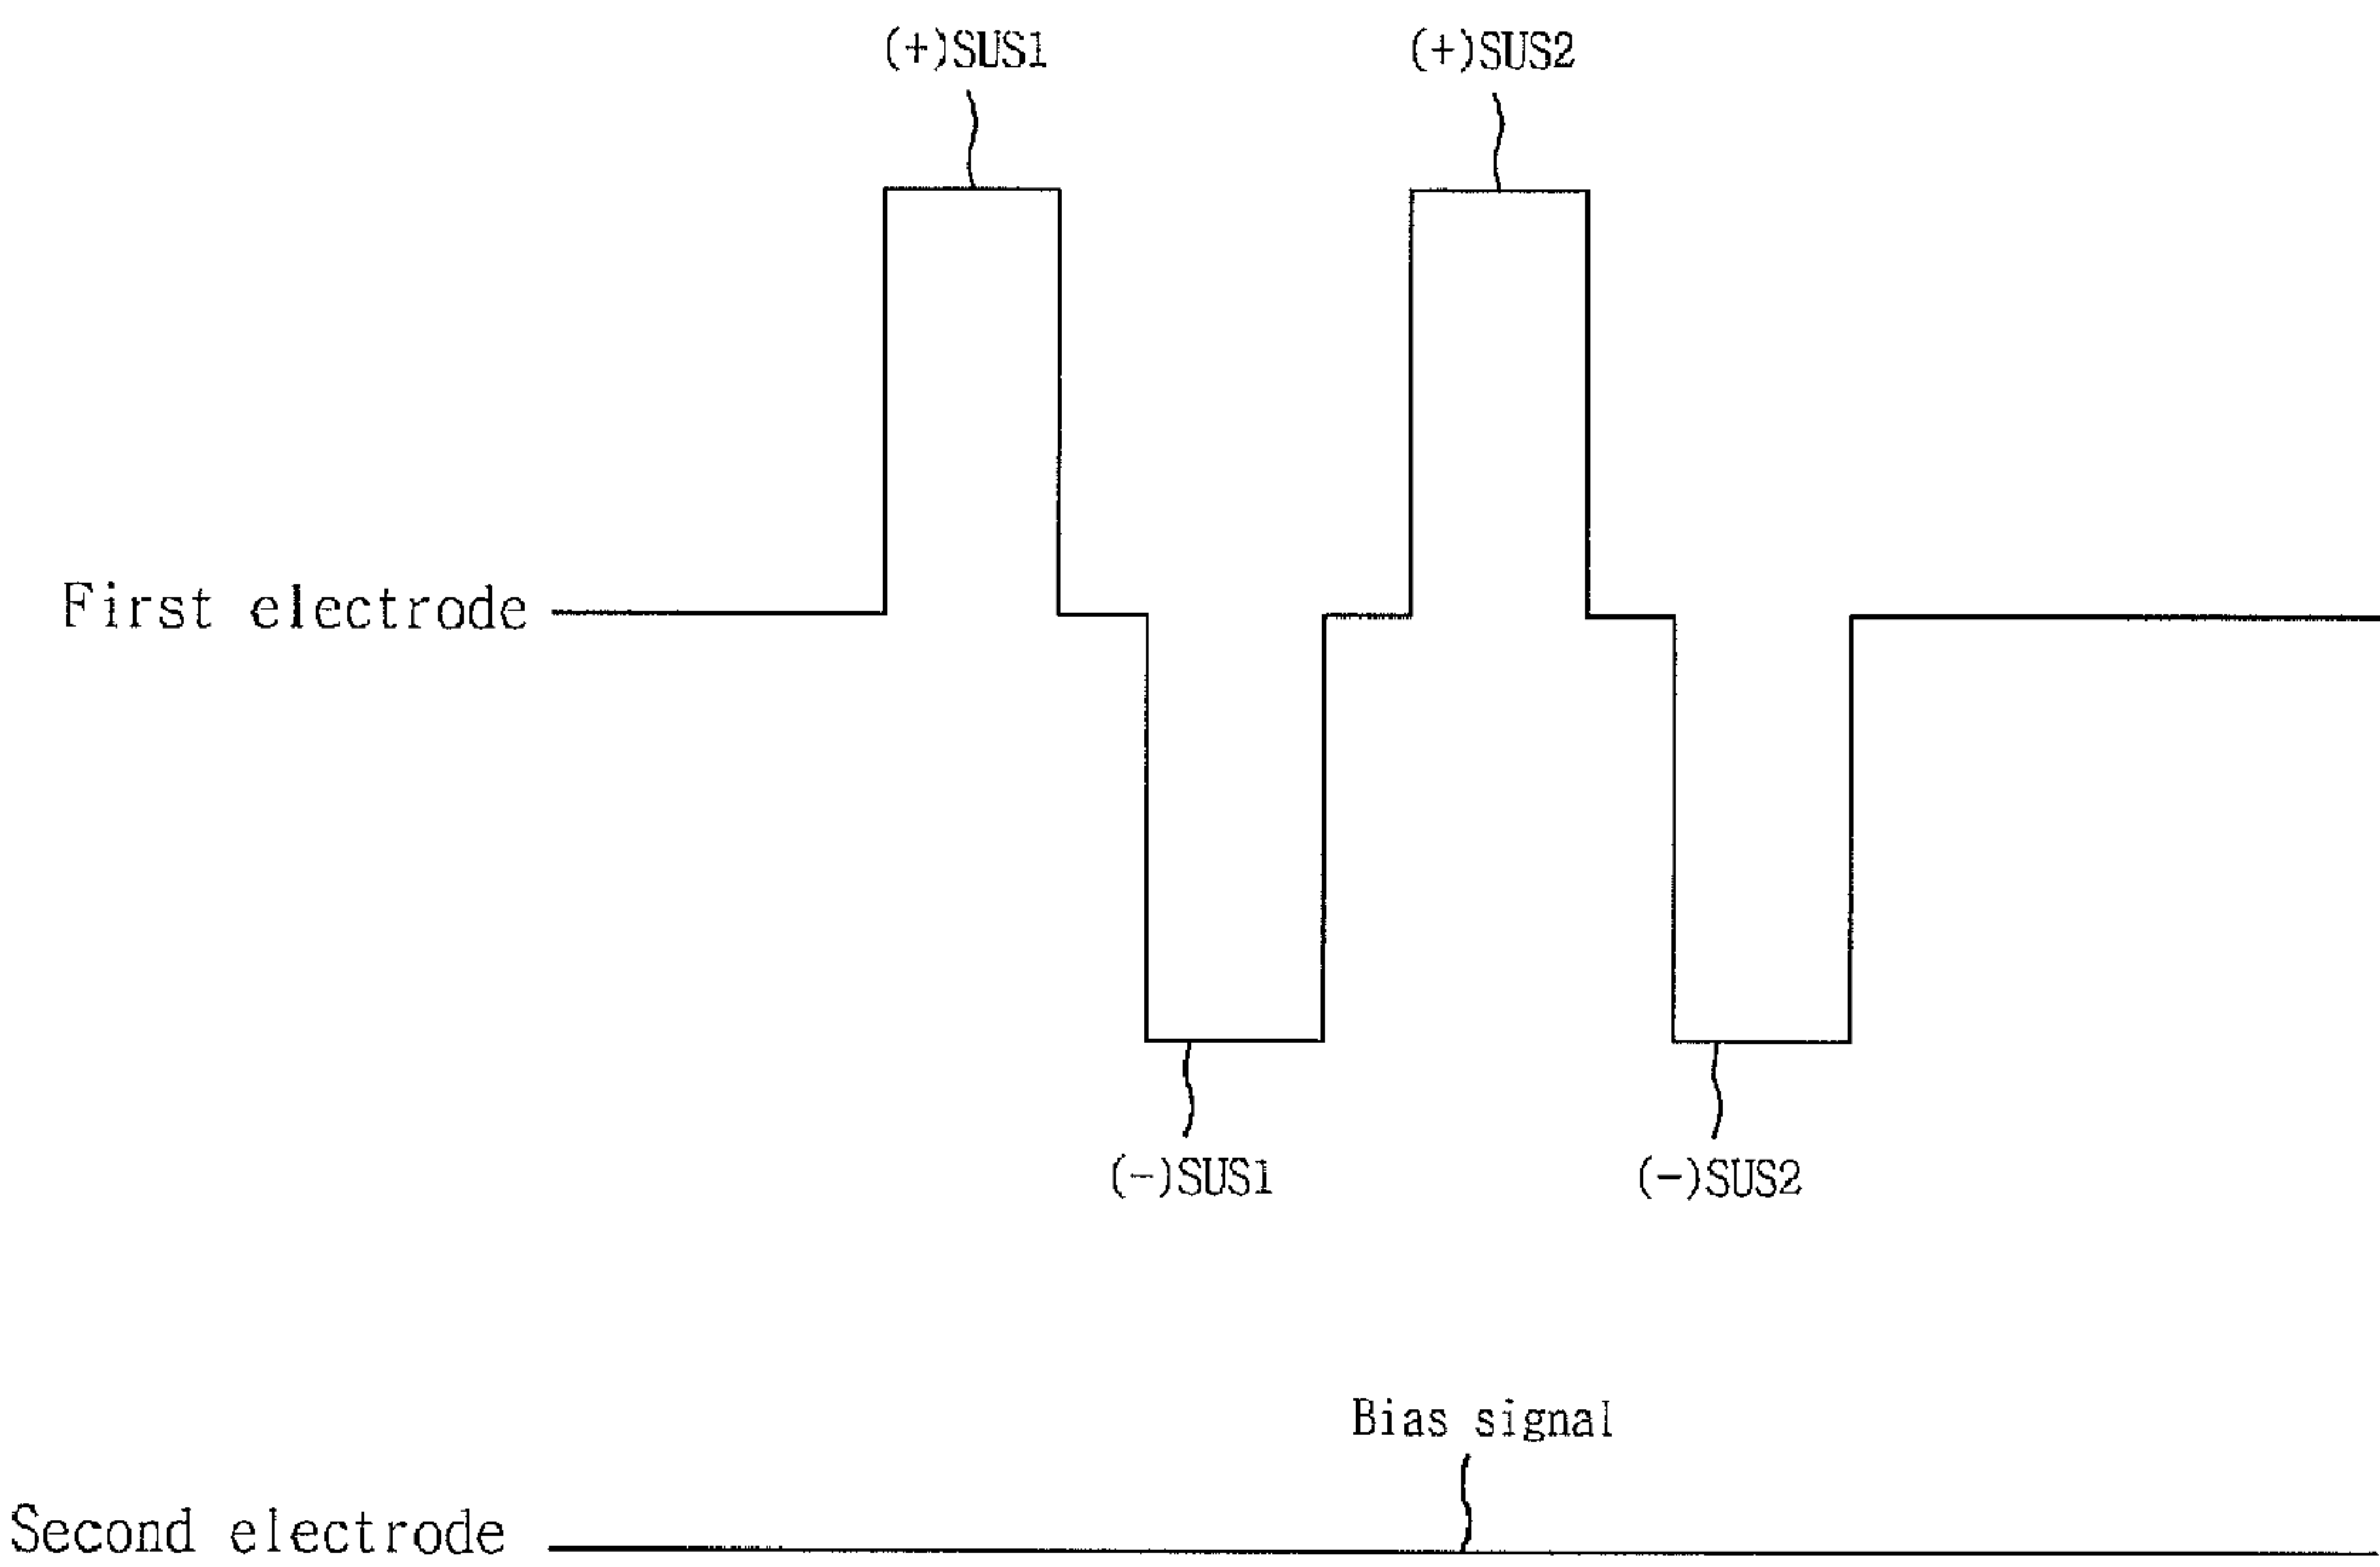 (+)SUS1
(+)SUS2
First electrode
(-)SUS1
(-)SUS2
Bias signal
Second electrode